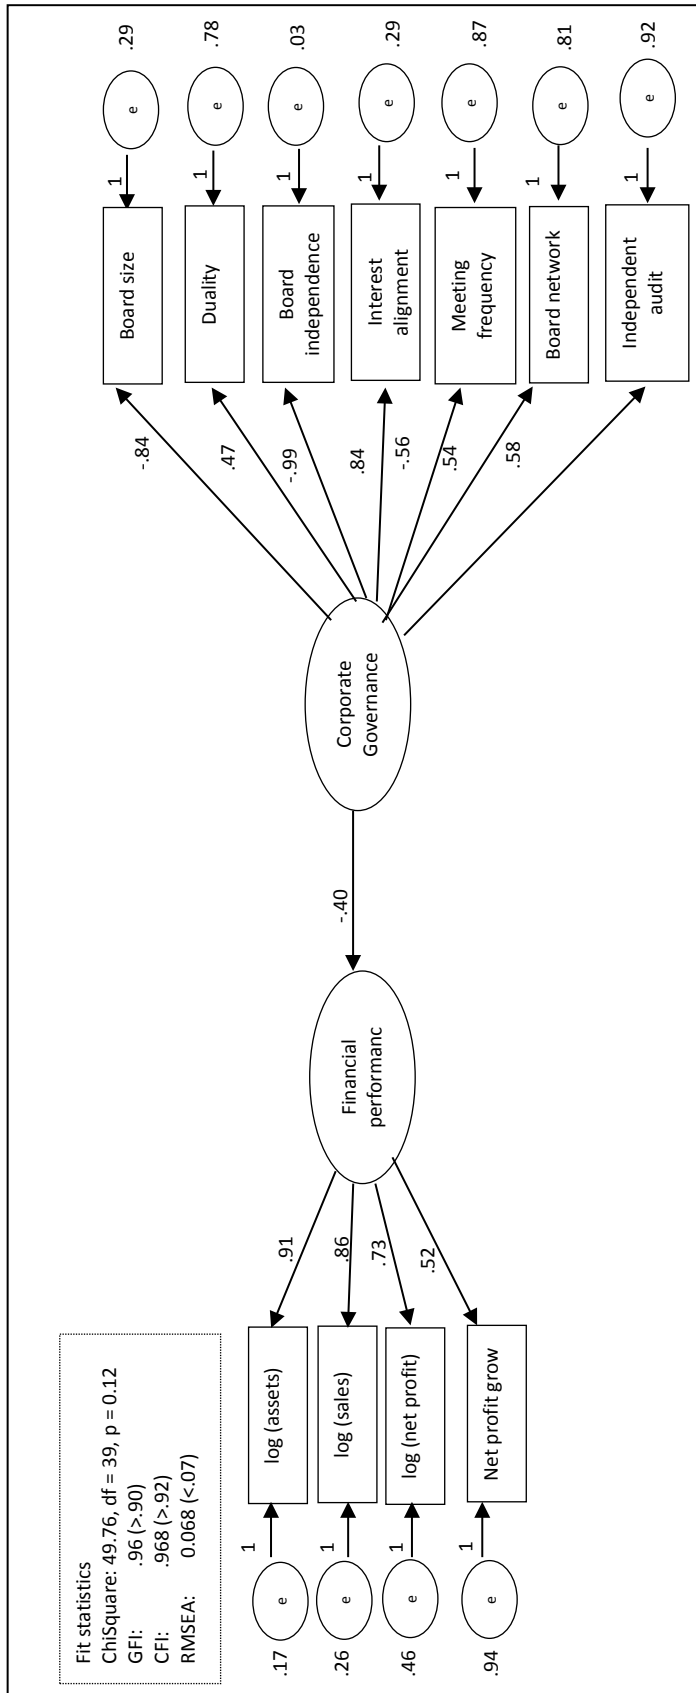 Fit statistics
ChiSquare: 49.76, df = 39, p = 0.12
GFI: .96 (>.90)
CFI: .968 (>.92)
RMSEA: 0.068 (<.07)
.17
e
1
log (assets)
.91
.26
e
1
log (sales)
.86
.46
e
1
log (net profit)
.73
.94
e
1
Net profit grow
.52
Financial
performanc
-.40
Corporate
Governance
-.84
Board size
1
e
.29
.47
Duality
1
e
.78
-.99
Board
independence
1
e
.03
.84
Interest
alignment
1
e
.29
-.56
Meeting
frequency
1
e
.87
.54
Board network
1
e
.81
.58
Independent
audit
1
e
.92